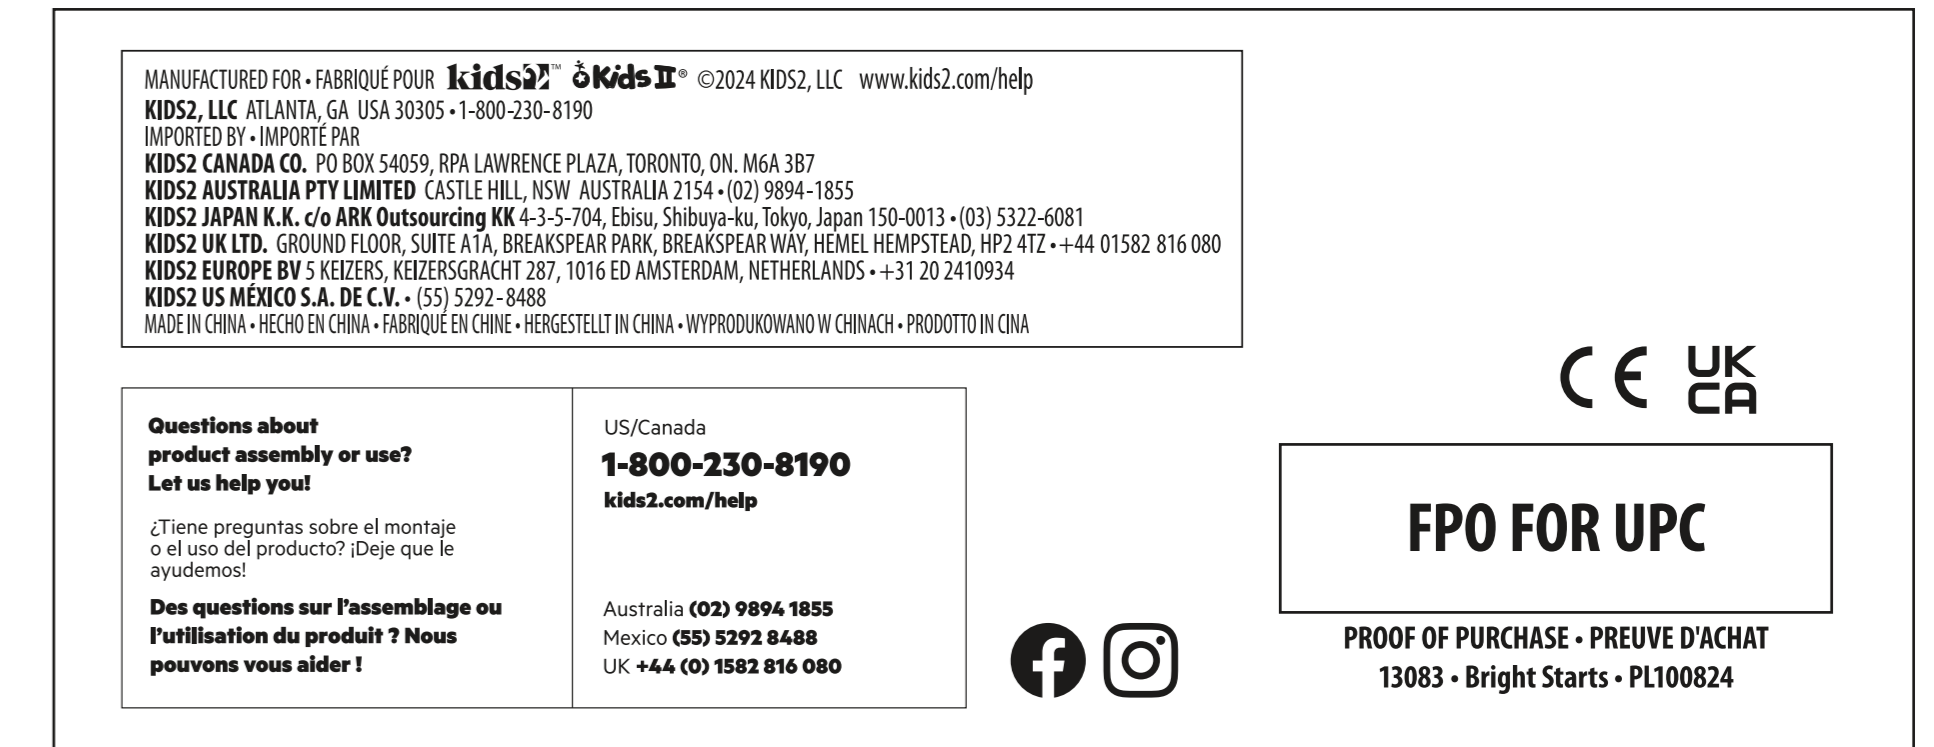 MANUFACTURED FOR • FABRIQUÉ POUR kids2™ Kids II® ©2024 KIDS2, LLC www.kids2.com/help
KIDS2, LLC ATLANTA, GA USA 30305 • 1-800-230-8190
IMPORTED BY • IMPORTÉ PAR
KIDS2 CANADA CO. PO BOX 54059, RPA LAWRENCE PLAZA, TORONTO, ON. M6A 3B7
KIDS2 AUSTRALIA PTY LIMITED CASTLE HILL, NSW AUSTRALIA 2154 • (02) 9894-1855
KIDS2 JAPAN K.K. c/o ARK Outsourcing KK 4-3-5-704, Ebisu, Shibuya-ku, Tokyo, Japan 150-0013 • (03) 5322-6081
KIDS2 UK LTD. GROUND FLOOR, SUITE A1A, BREAKSPEAR PARK, BREAKSPEAR WAY, HEMEL HEMPSTEAD, HP2 4TZ • +44 01582 816 080
KIDS2 EUROPE BV 5 KEIZERS, KEIZERSGRACHT 287, 1016 ED AMSTERDAM, NETHERLANDS • +31 20 2410934
KIDS2 US MÉXICO S.A. DE C.V. • (55) 5292-8488
MADE IN CHINA • HECHO EN CHINA • FABRIQUÉ EN CHINE • HERGESTELLT IN CHINA • WYPRODUKOWANO W CHINACH • PRODOTTO IN CINA
Questions about
product assembly or use?
Let us help you!
¿Tiene preguntas sobre el montaje
o el uso del producto? ¡Deje que le
ayudemos!
Des questions sur l'assemblage ou
l'utilisation du produit ? Nous
pouvons vous aider !
US/Canada
1-800-230-8190
kids2.com/help
Australia (02) 9894 1855
Mexico (55) 5292 8488
UK +44 (0) 1582 816 080
CE UK
CA
FPO FOR UPC
PROOF OF PURCHASE • PREUVE D'ACHAT
13083 • Bright Starts • PL100824